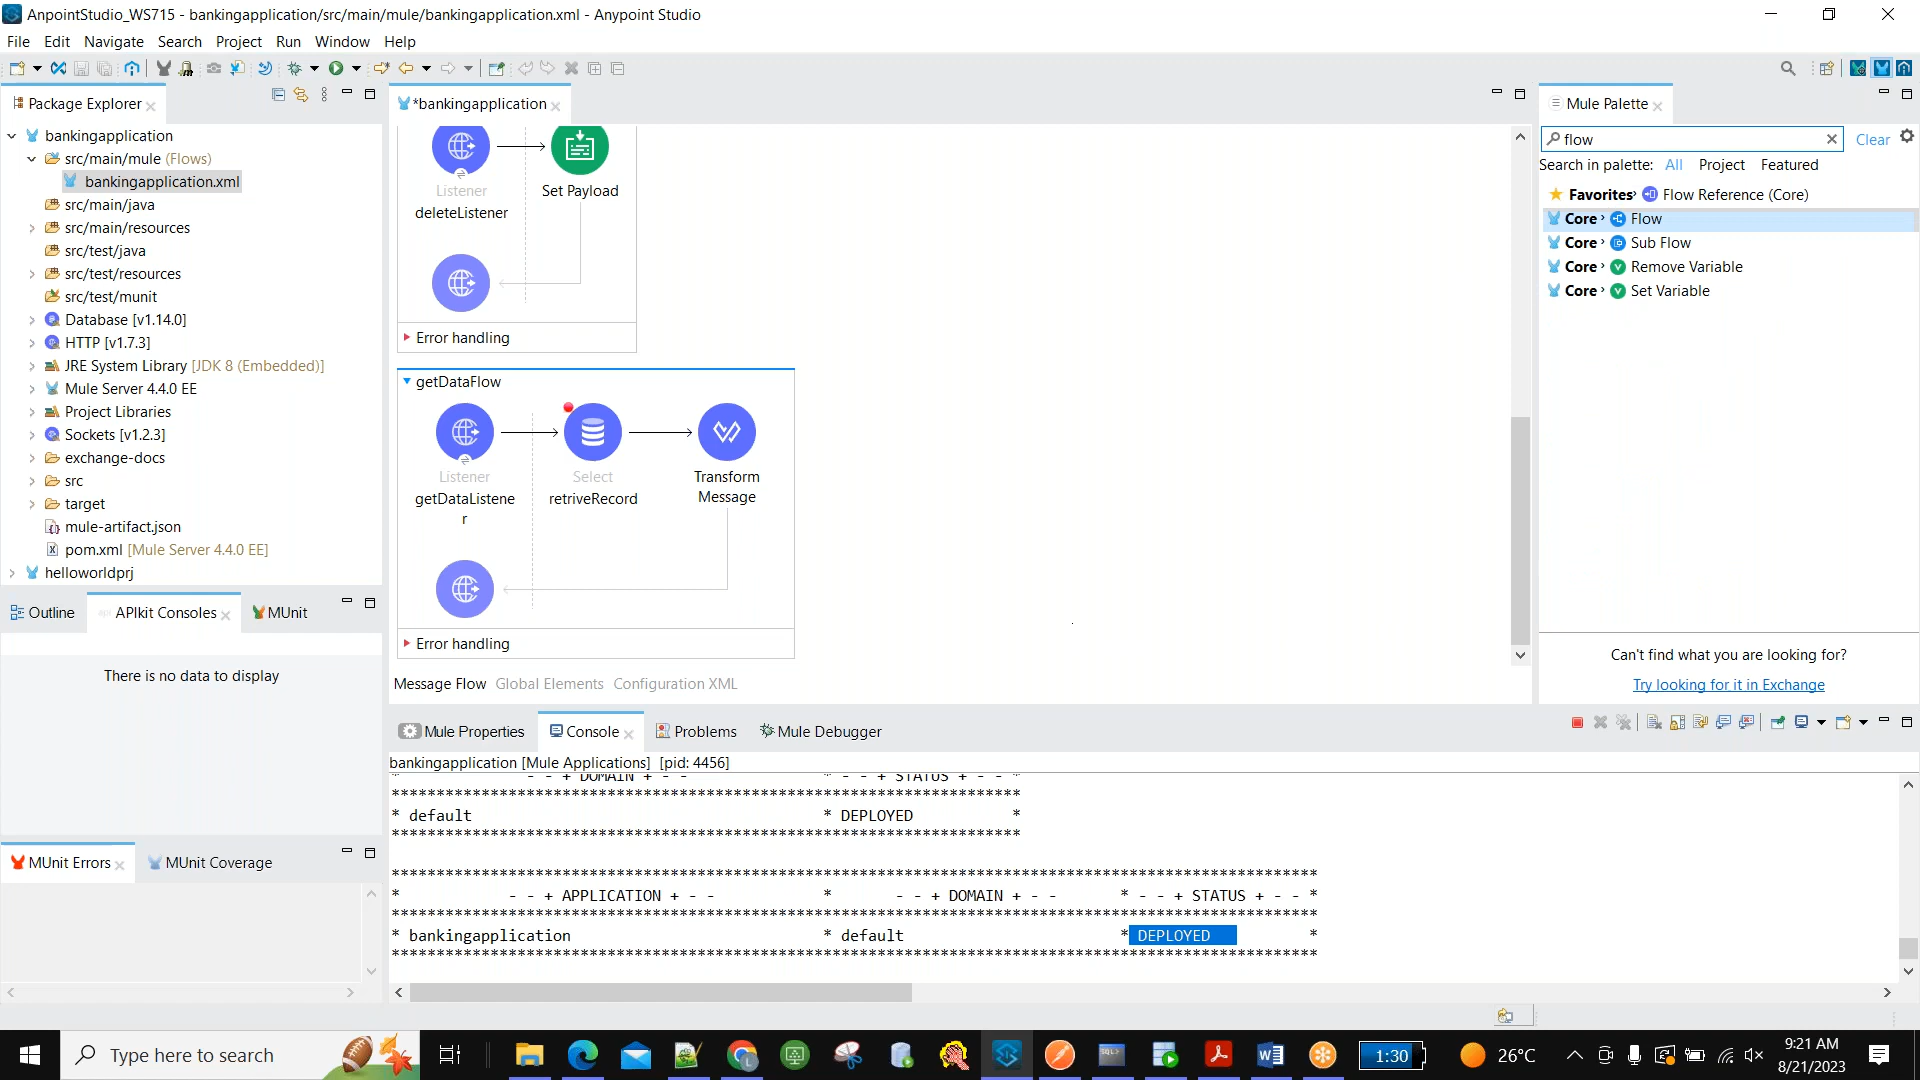 AnpointStudio_WS715 - bankingapplication/src/main/mule/bankingapplication.xml - Anypoint Studio
File Edit Navigate Search Project Run Window Help
Package Explorer
bankingapplication
src/main/mule (Flows)
bankingapplication.xml
src/main/java
src/main/resources
src/test/java
src/test/resources
src/test/munit
Database [v1.14.0]
HTTP [v1.7.3]
JRE System Library [JDK 8 (Embedded)]
Mule Server 4.4.0 EE
Project Libraries
Sockets [v1.2.3]
exchange-docs
src
target
mule-artifact.json
pom.xml [Mule Server 4.4.0 EE]
helloworldprj
Outline APIkit Consoles MUnit
There is no data to display
MUnit Errors MUnit Coverage
*bankingapplication
Listener
deleteListener
Set Payload
Error handling
getDataFlow
Listener
getDataListene
r
Select
retriveRecord
Transform
Message
Error handling
Message Flow Global Elements Configuration XML
Mule Palette
flow
Clear
Search in palette: All Project Featured
Favorites Flow Reference (Core)
Core Flow
Core Sub Flow
Core Remove Variable
Core Set Variable
Can't find what you are looking for?
Try looking for it in Exchange
Mule Properties Console Problems Mule Debugger
bankingapplication [Mule Applications] [pid: 4456]
* - - + DOMAIN + - - * - - + STATUS + - - *
* default * DEPLOYED *
* - - + APPLICATION + - - * - - + DOMAIN + - - * - - + STATUS + - - *
* bankingapplication * default * DEPLOYED *
Type here to search
1:30
26°C
9:21 AM
8/21/2023